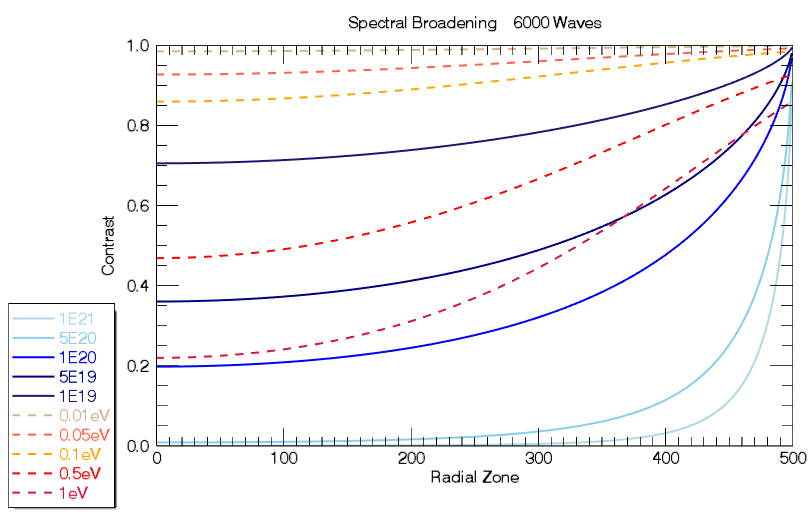 Spectral Broadening 6000 Waves
1.0
0.8
0.6
0.4
0.2
0.0
Contrast
0 100 200 300 400 500
Radial Zone
1E21
5E20
1E20
5E19
1E19
0.01eV
0.05eV
0.1eV
0.5eV
1eV